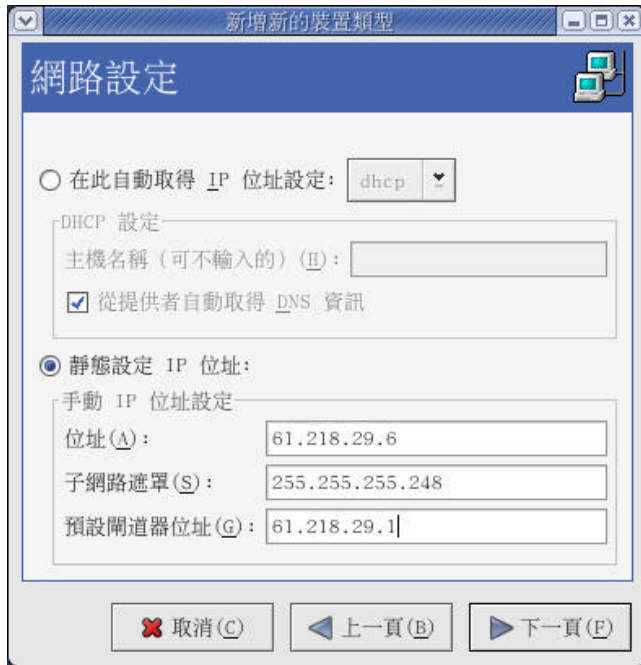 新增新的裝置類型
網路設定
在此自動取得 IP 位址設定: dhcp
DHCP 設定
主機名稱 (可不輸入的) (H):
從提供者自動取得 DNS 資訊
靜態設定 IP 位址:
手動 IP 位址設定
位址(A): 61.218.29.6
子網路遮罩(S): 255.255.255.248
預設閘道器位址(G): 61.218.29.1
取消(C) 上一頁(B) 下一頁(F)